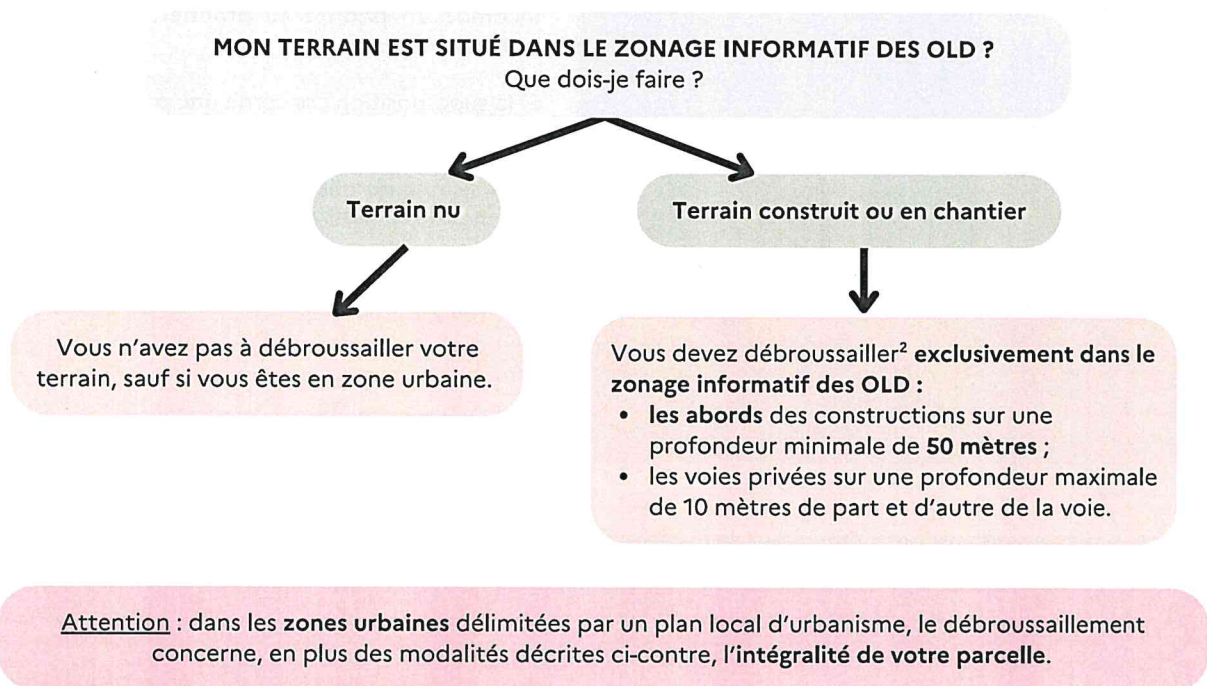 MON TERRAIN EST SITUÉ DANS LE ZONAGE INFORMATIF DES OLD ?
Que dois-je faire ?
Terrain nu
Terrain construit ou en chantier
Vous n'avez pas à débroussailler votre
terrain, sauf si vous êtes en zone urbaine.
Vous devez débroussailler² exclusivement dans le
zonage informatif des OLD :
• les abords des constructions sur une
profondeur minimale de 50 mètres ;
• les voies privées sur une profondeur maximale
de 10 mètres de part et d'autre de la voie.
Attention : dans les zones urbaines délimitées par un plan local d'urbanisme, le débroussaillement
concerne, en plus des modalités décrites ci-contre, l'intégralité de votre parcelle.